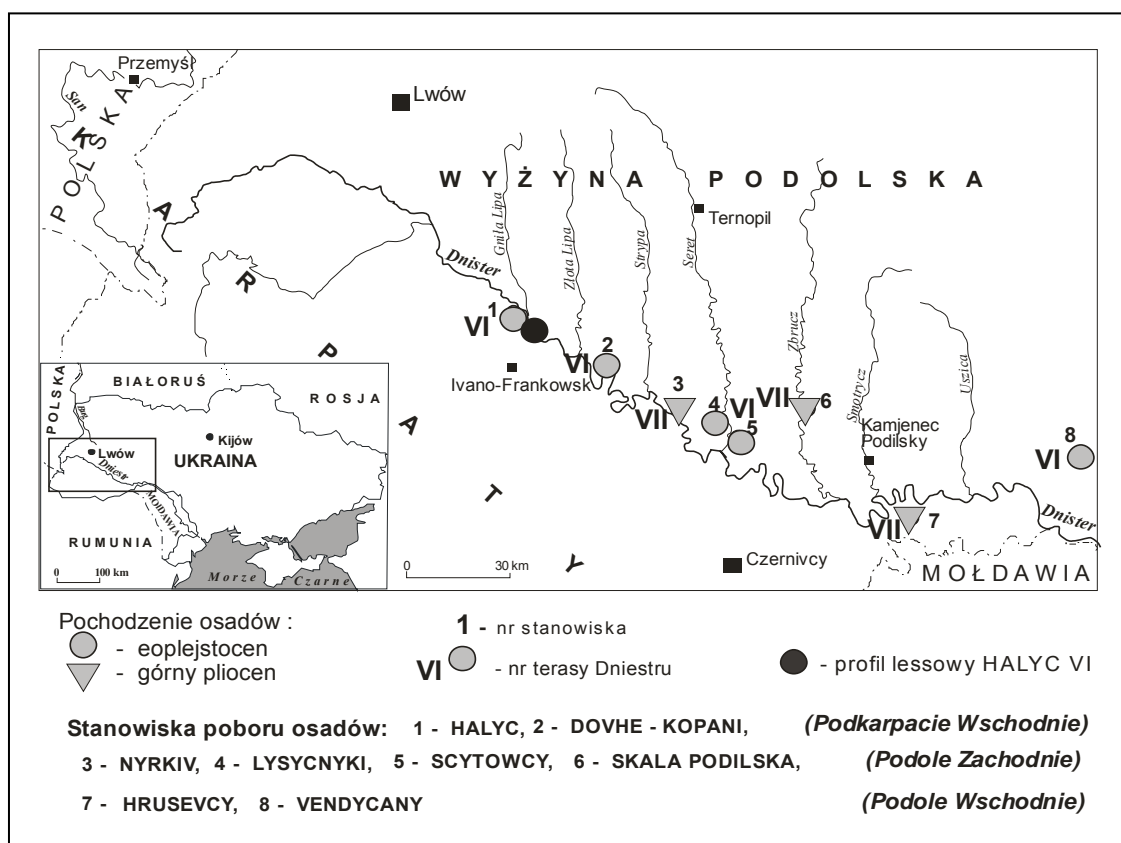 Przemyśl
San
POLSKA
KARPATY
Lwów
WYŻYNA PODOLSKA
Gniła Lipa
Złota Lipa
Strypa
Seret
Ternopil
Zbrucz
Smotrycz
Uszica
Dnister
VI 1
Ivano-Frankowsk
VI 2
VII 3
4 VI
5
VII 6
Kamjenec
Podilsky
VI 8
VII 7
Dnister
MOŁDAWIA
Czernivcy
0 30 km
BIAŁORUŚ
POLSKA
Bug
ROSJA
Kijów
Lwów
UKRAINA
Dniestr
MOŁDAWIA
RUMUNIA
0 100 km
Morze Czarne
Pochodzenie osadów :
- eoplejstocen
- górny pliocen
1 - nr stanowiska
VI - nr terasy Dniestru
- profil lessowy HALYC VI
Stanowiska poboru osadów: 1 - HALYC, 2 - DOVHE - KOPANI, (Podkarpacie Wschodnie)
3 - NYRKIV, 4 - LYSYCNYKI, 5 - SCYTOWCY, 6 - SKALA PODILSKA, (Podole Zachodnie)
7 - HRUSEVCY, 8 - VENDYCANY (Podole Wschodnie)